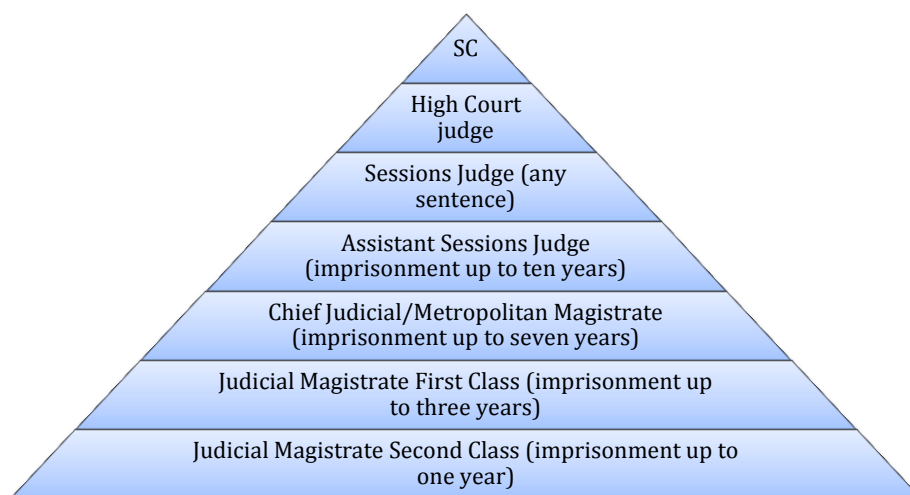 SC
High Court
judge
Sessions Judge (any
sentence)
Assistant Sessions Judge
(imprisonment up to ten years)
Chief Judicial/Metropolitan Magistrate
(imprisonment up to seven years)
Judicial Magistrate First Class (imprisonment up
to three years)
Judicial Magistrate Second Class (imprisonment up to
one year)